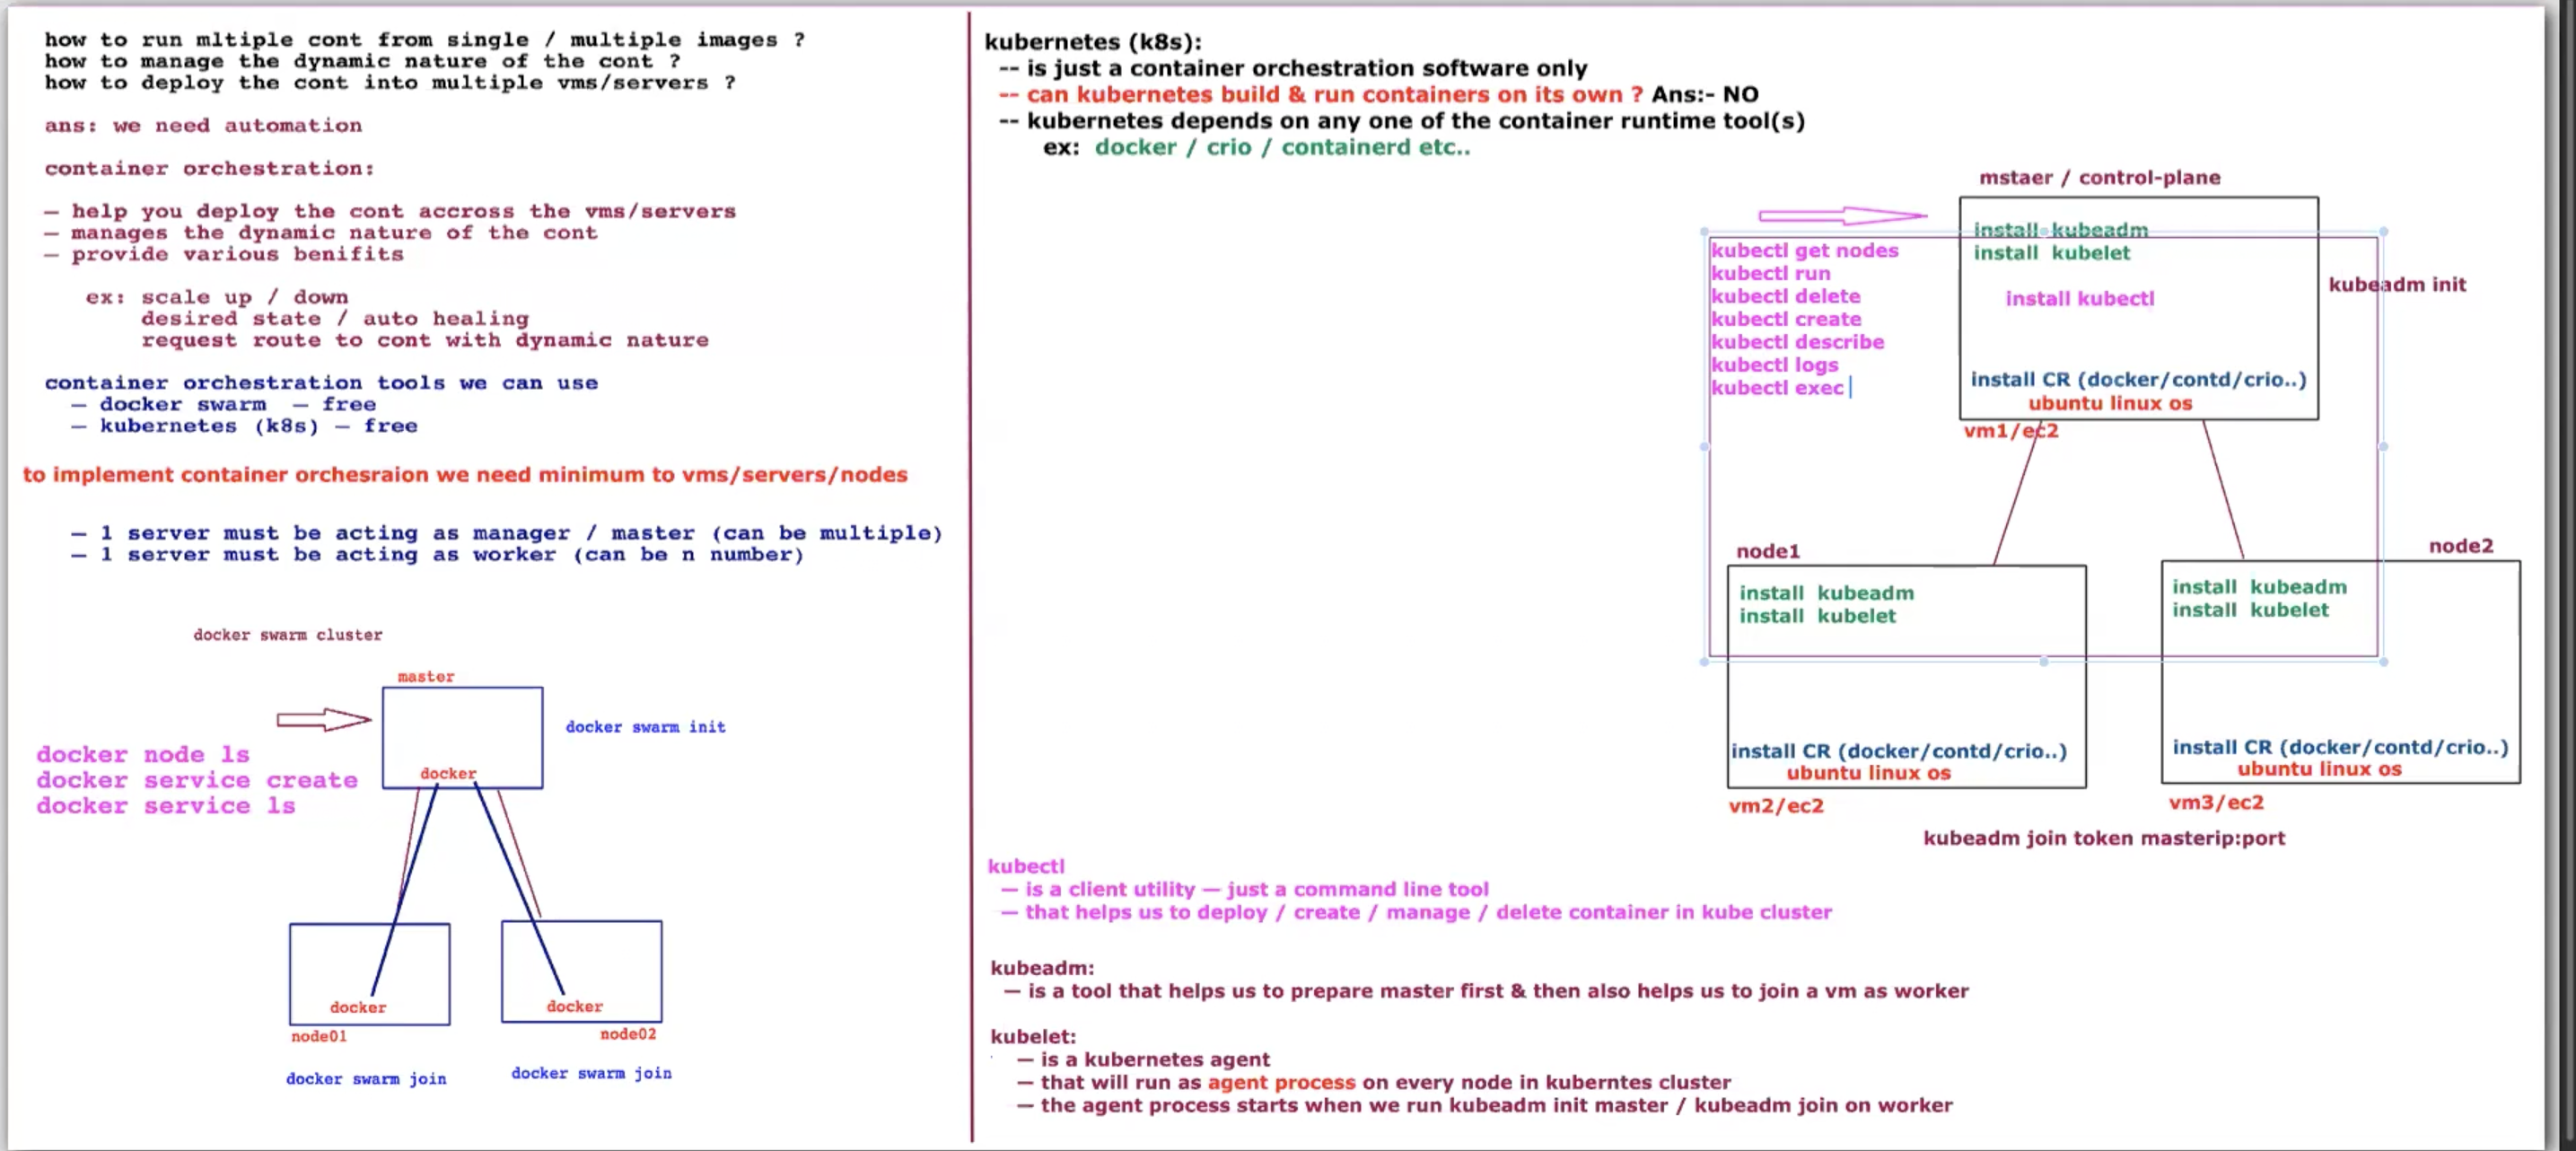 how to run mltiple cont from single / multiple images ?
how to manage the dynamic nature of the cont ?
how to deploy the cont into multiple vms/servers ?
ans: we need automation
container orchestration:
— help you deploy the cont accross the vms/servers
— manages the dynamic nature of the cont
— provide various benifits
ex: scale up / down
desired state / auto healing
request route to cont with dynamic nature
container orchestration tools we can use
— docker swarm — free
— kubernetes (k8s) — free
to implement container orchesraion we need minimum to vms/servers/nodes
— 1 server must be acting as manager / master (can be multiple)
— 1 server must be acting as worker (can be n number)
docker swarm cluster
master
docker swarm init
docker node ls
docker service create
docker service ls
docker
docker
docker
node01
node02
docker swarm join
docker swarm join
kubernetes (k8s):
-- is just a container orchestration software only
-- can kubernetes build & run containers on its own ? Ans:- NO
-- kubernetes depends on any one of the container runtime tool(s)
ex: docker / crio / containerd etc..
mstaer / control-plane
install kubeadm
install kubelet
install kubectl
kubeadm init
kubectl get nodes
kubectl run
kubectl delete
kubectl create
kubectl describe
kubectl logs
kubectl exec
install CR (docker/contd/crio..)
ubuntu linux os
vm1/ec2
node1
install kubeadm
install kubelet
install CR (docker/contd/crio..)
ubuntu linux os
vm2/ec2
node2
install kubeadm
install kubelet
install CR (docker/contd/crio..)
ubuntu linux os
vm3/ec2
kubeadm join token masterip:port
kubectl
— is a client utility — just a command line tool
— that helps us to deploy / create / manage / delete container in kube cluster
kubeadm:
— is a tool that helps us to prepare master first & then also helps us to join a vm as worker
kubelet:
— is a kubernetes agent
— that will run as agent process on every node in kuberntes cluster
— the agent process starts when we run kubeadm init master / kubeadm join on worker